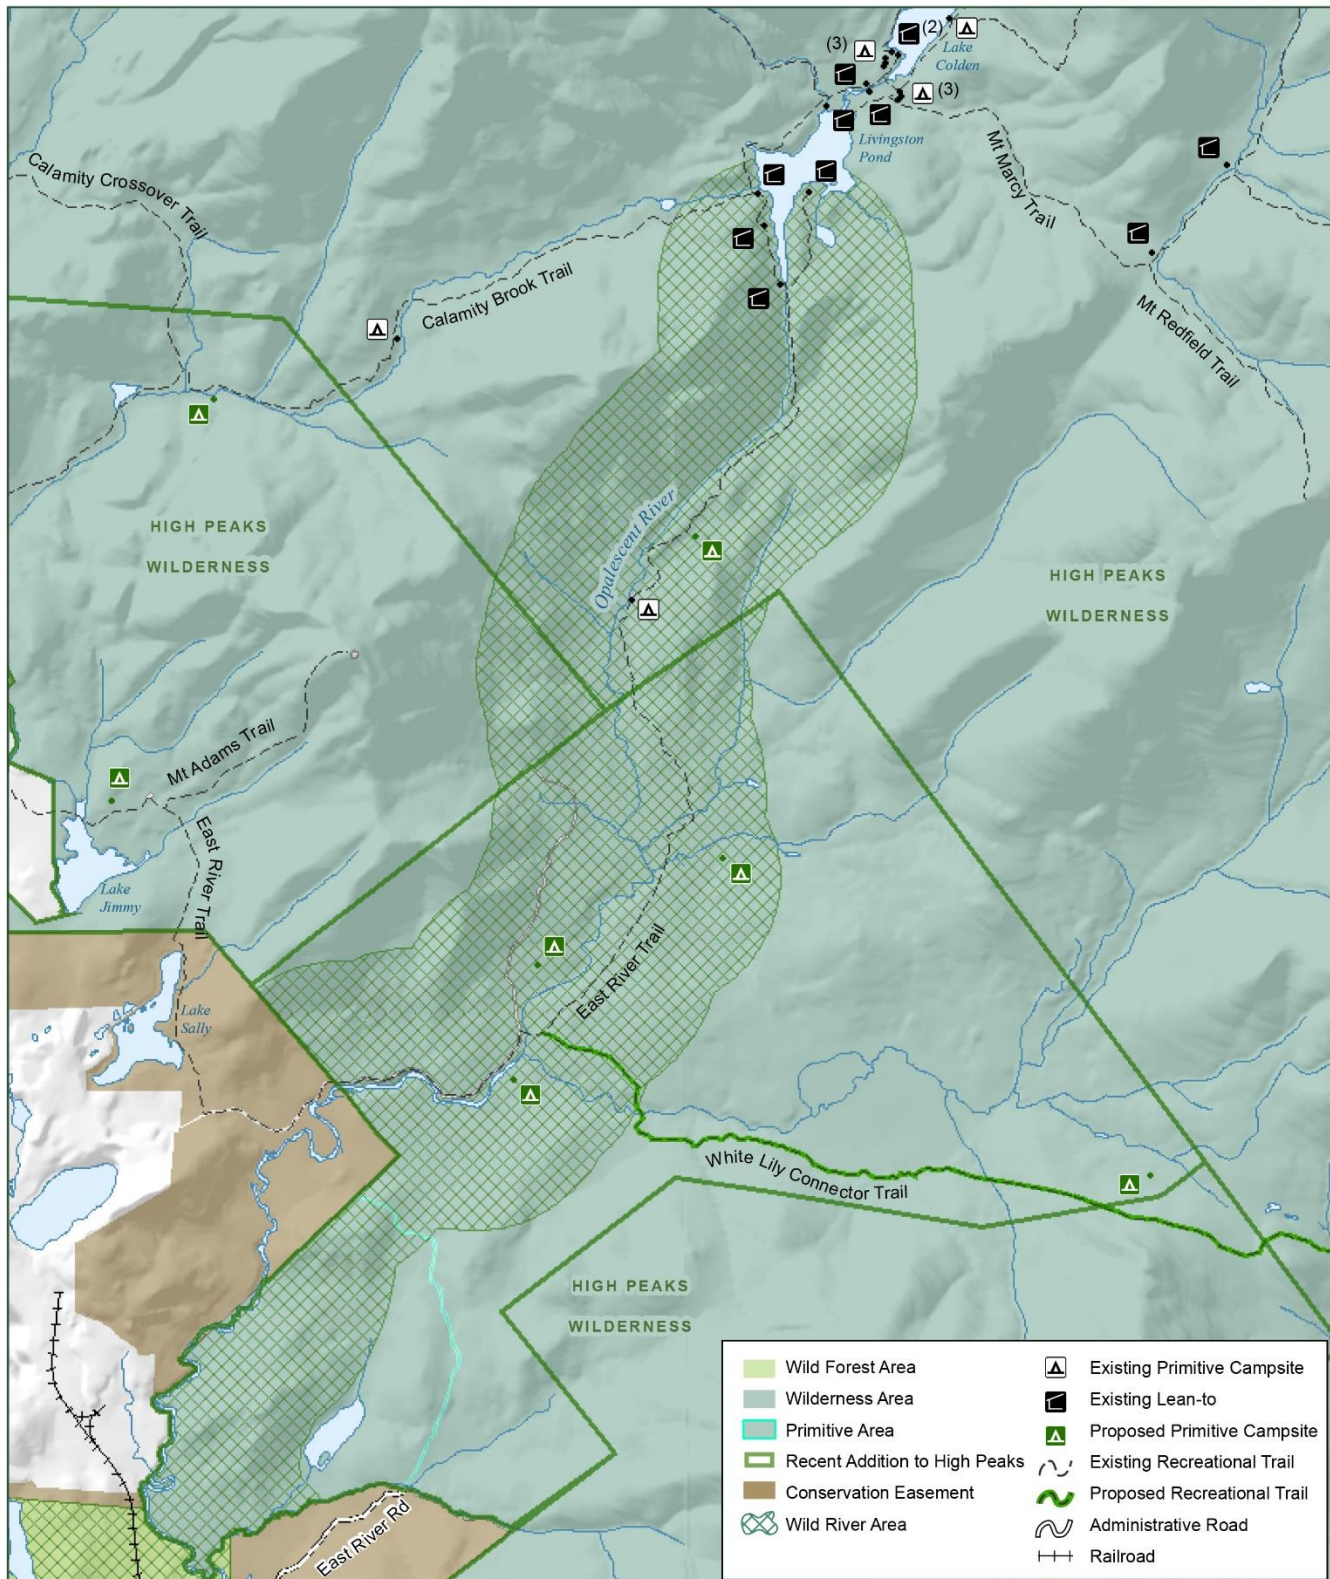 (2)
(3)
Lake
Colden
(3)
Livingston
Pond
Calamity Crossover Trail
Mt Marcy Trail
Calamity Brook Trail
Mt Redfield Trail
HIGH PEAKS
WILDERNESS
Opalescent River
HIGH PEAKS
WILDERNESS
Mt Adams Trail
East River Trail
Lake
Jimmy
East River Trail
Lake
Sally
White Lily Connector Trail
HIGH PEAKS
WILDERNESS
East River Rd
Wild Forest Area
Wilderness Area
Primitive Area
Recent Addition to High Peaks
Conservation Easement
Wild River Area
Existing Primitive Campsite
Existing Lean-to
Proposed Primitive Campsite
Existing Recreational Trail
Proposed Recreational Trail
Administrative Road
Railroad